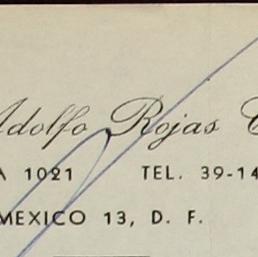 Adolfo Rojas
A 1021 TEL. 39-14
MEXICO 13, D. F.